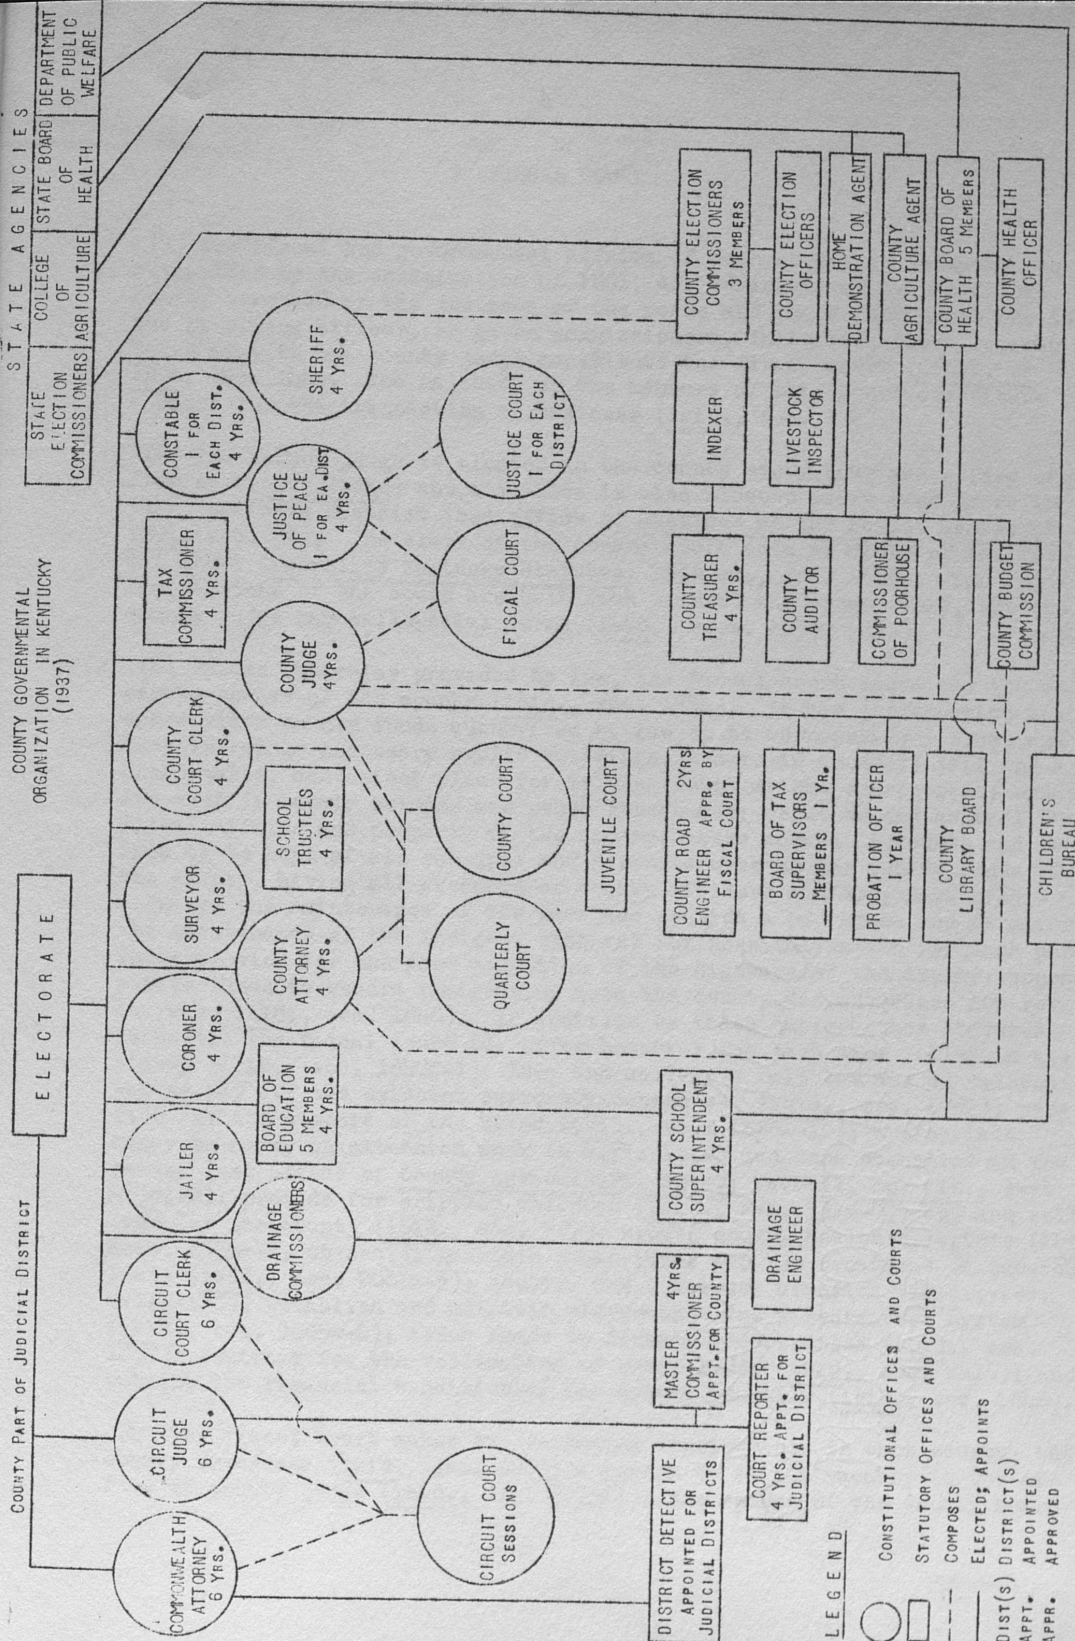 COUNTY GOVERNMENTAL
ORGANIZATION IN KENTUCKY
(1937)
COUNTY PART OF JUDICIAL DISTRICT
ELECTORATE
STATE AGENCIES
STATE
ELECTION
COMMISSIONERS
COLLEGE
OF
AGRICULTURE
STATE BOARD
OF
HEALTH
DEPARTMENT
OF PUBLIC
WELFARE
COMMONWEALTH
ATTORNEY
6 YRS.
CIRCUIT
JUDGE
6 YRS.
CIRCUIT
COURT CLERK
6 YRS.
DRAINAGE
COMMISSIONERS
JAILER
4 YRS.
BOARD OF
EDUCATION
5 MEMBERS
4 YRS.
CORONER
4 YRS.
COUNTY
ATTORNEY
4 YRS.
SURVEYOR
4 YRS.
SCHOOL
TRUSTEES
4 YRS.
COUNTY
COURT CLERK
4 YRS.
COUNTY
JUDGE
4YRS.
TAX
COMMISSIONER
4 YRS.
JUSTICE
OF PEACE
1 FOR EA.DIST
4 YRS.
CONSTABLE
1 FOR
EACH DIST.
4 YRS.
SHERIFF
4 YRS.
CIRCUIT COURT
SESSIONS
QUARTERLY
COURT
COUNTY COURT
JUVENILE COURT
FISCAL COURT
JUSTICE COURT
1 FOR EACH
DISTRICT
DISTRICT DETECTIVE
APPOINTED FOR
JUDICIAL DISTRICTS
MASTER 4YRS.
COMMISSIONER
APPT.FOR COUNTY
COURT REPORTER
4 YRS. APPT. FOR
JUDICIAL DISTRICT
COUNTY SCHOOL
SUPERINTENDENT
4 YRS.
DRAINAGE
ENGINEER
COUNTY ROAD 2YRS
ENGINEER APPR. BY
FISCAL COURT
BOARD OF TAX
SUPERVISORS
_MEMBERS 1 YR.
PROBATION OFFICER
1 YEAR
COUNTY
LIBRARY BOARD
CHILDREN'S
BUREAU
COUNTY
TREASURER
4 YRS.
COUNTY
AUDITOR
COMMISSIONER
OF POORHOUSE
COUNTY BUDGET
COMMISSION
INDEXER
LIVESTOCK
INSPECTOR
COUNTY ELECTION
COMMISSIONERS
3 MEMBERS
COUNTY ELECTION
OFFICERS
HOME
DEMONSTRATION AGENT
COUNTY
AGRICULTURE AGENT
COUNTY BOARD OF
HEALTH 5 MEMBERS
COUNTY HEALTH
OFFICER
LEGEND
CONSTITUTIONAL OFFICES AND COURTS
STATUTORY OFFICES AND COURTS
COMPOSES
ELECTED; APPOINTS
DIST(S) DISTRICT(S)
APPT. APPOINTED
APPR. APPROVED